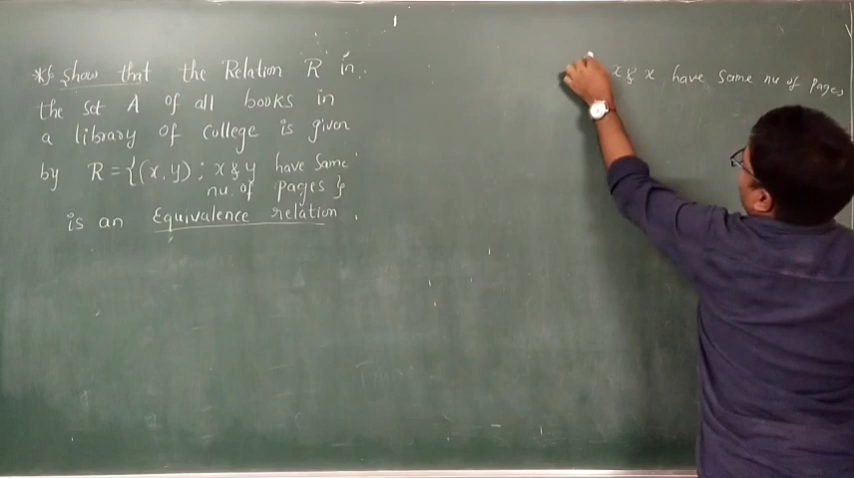 *⟩. Show that the Relation R in
the set A of all books in
a library of College is given
by R = {(x, y) ; x & y have same
nu. of pages }
is an Equivalence relation .
x & x have same nu of pages